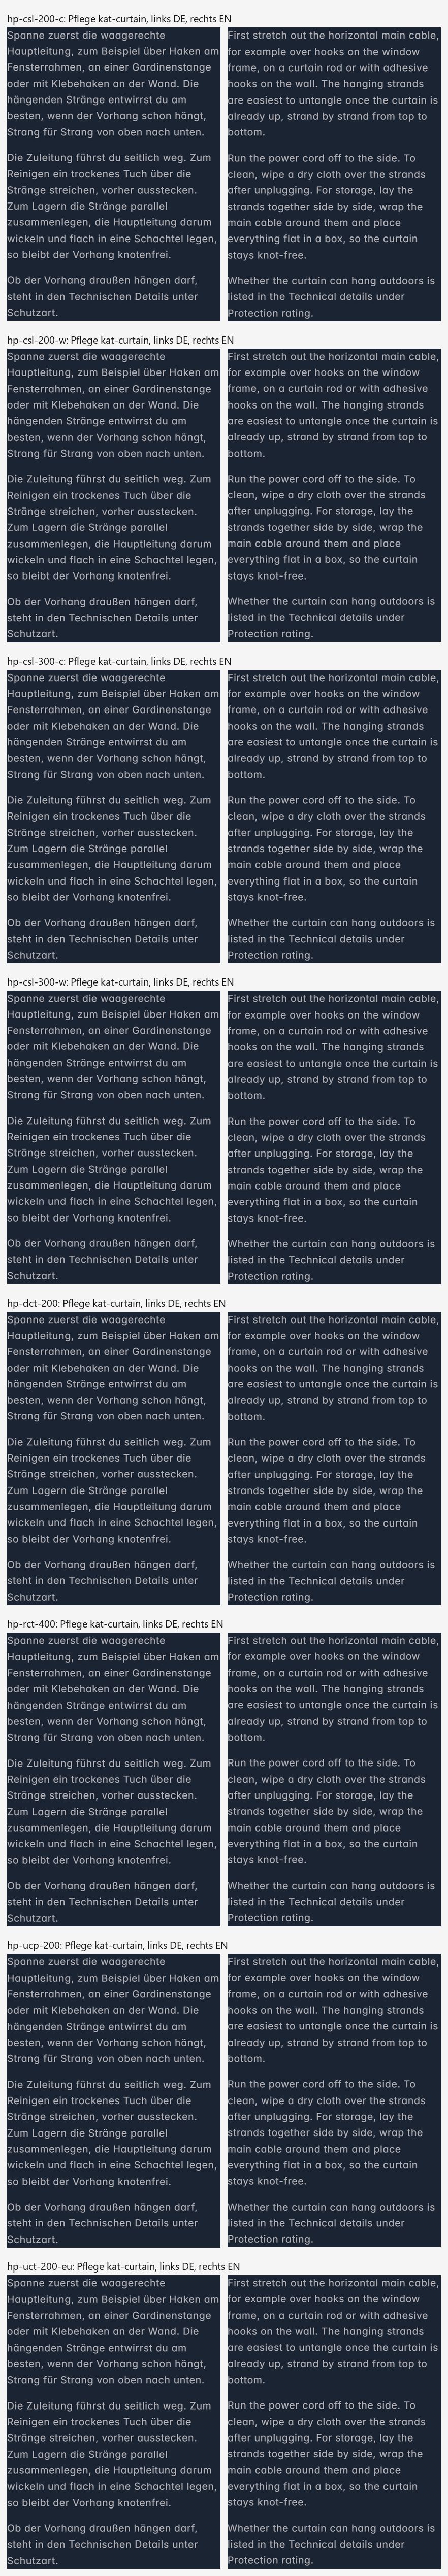 hp-csl-200-c: Pflege kat-curtain, links DE, rechts EN
Spanne zuerst die waagerechte
Hauptleitung, zum Beispiel über Haken am
Fensterrahmen, an einer Gardinenstange
oder mit Klebehaken an der Wand. Die
hängenden Stränge entwirrst du am
besten, wenn der Vorhang schon hängt,
Strang für Strang von oben nach unten.
Die Zuleitung führst du seitlich weg. Zum
Reinigen ein trockenes Tuch über die
Stränge streichen, vorher ausstecken.
Zum Lagern die Stränge parallel
zusammenlegen, die Hauptleitung darum
wickeln und flach in eine Schachtel legen,
so bleibt der Vorhang knotenfrei.
Ob der Vorhang draußen hängen darf,
steht in den Technischen Details unter
Schutzart.
First stretch out the horizontal main cable,
for example over hooks on the window
frame, on a curtain rod or with adhesive
hooks on the wall. The hanging strands
are easiest to untangle once the curtain is
already up, strand by strand from top to
bottom.
Run the power cord off to the side. To
clean, wipe a dry cloth over the strands
after unplugging. For storage, lay the
strands together side by side, wrap the
main cable around them and place
everything flat in a box, so the curtain
stays knot-free.
Whether the curtain can hang outdoors is
listed in the Technical details under
Protection rating.
hp-csl-200-w: Pflege kat-curtain, links DE, rechts EN
Spanne zuerst die waagerechte
Hauptleitung, zum Beispiel über Haken am
Fensterrahmen, an einer Gardinenstange
oder mit Klebehaken an der Wand. Die
hängenden Stränge entwirrst du am
besten, wenn der Vorhang schon hängt,
Strang für Strang von oben nach unten.
Die Zuleitung führst du seitlich weg. Zum
Reinigen ein trockenes Tuch über die
Stränge streichen, vorher ausstecken.
Zum Lagern die Stränge parallel
zusammenlegen, die Hauptleitung darum
wickeln und flach in eine Schachtel legen,
so bleibt der Vorhang knotenfrei.
Ob der Vorhang draußen hängen darf,
steht in den Technischen Details unter
Schutzart.
First stretch out the horizontal main cable,
for example over hooks on the window
frame, on a curtain rod or with adhesive
hooks on the wall. The hanging strands
are easiest to untangle once the curtain is
already up, strand by strand from top to
bottom.
Run the power cord off to the side. To
clean, wipe a dry cloth over the strands
after unplugging. For storage, lay the
strands together side by side, wrap the
main cable around them and place
everything flat in a box, so the curtain
stays knot-free.
Whether the curtain can hang outdoors is
listed in the Technical details under
Protection rating.
hp-csl-300-c: Pflege kat-curtain, links DE, rechts EN
Spanne zuerst die waagerechte
Hauptleitung, zum Beispiel über Haken am
Fensterrahmen, an einer Gardinenstange
oder mit Klebehaken an der Wand. Die
hängenden Stränge entwirrst du am
besten, wenn der Vorhang schon hängt,
Strang für Strang von oben nach unten.
Die Zuleitung führst du seitlich weg. Zum
Reinigen ein trockenes Tuch über die
Stränge streichen, vorher ausstecken.
Zum Lagern die Stränge parallel
zusammenlegen, die Hauptleitung darum
wickeln und flach in eine Schachtel legen,
so bleibt der Vorhang knotenfrei.
Ob der Vorhang draußen hängen darf,
steht in den Technischen Details unter
Schutzart.
First stretch out the horizontal main cable,
for example over hooks on the window
frame, on a curtain rod or with adhesive
hooks on the wall. The hanging strands
are easiest to untangle once the curtain is
already up, strand by strand from top to
bottom.
Run the power cord off to the side. To
clean, wipe a dry cloth over the strands
after unplugging. For storage, lay the
strands together side by side, wrap the
main cable around them and place
everything flat in a box, so the curtain
stays knot-free.
Whether the curtain can hang outdoors is
listed in the Technical details under
Protection rating.
hp-csl-300-w: Pflege kat-curtain, links DE, rechts EN
Spanne zuerst die waagerechte
Hauptleitung, zum Beispiel über Haken am
Fensterrahmen, an einer Gardinenstange
oder mit Klebehaken an der Wand. Die
hängenden Stränge entwirrst du am
besten, wenn der Vorhang schon hängt,
Strang für Strang von oben nach unten.
Die Zuleitung führst du seitlich weg. Zum
Reinigen ein trockenes Tuch über die
Stränge streichen, vorher ausstecken.
Zum Lagern die Stränge parallel
zusammenlegen, die Hauptleitung darum
wickeln und flach in eine Schachtel legen,
so bleibt der Vorhang knotenfrei.
Ob der Vorhang draußen hängen darf,
steht in den Technischen Details unter
Schutzart.
First stretch out the horizontal main cable,
for example over hooks on the window
frame, on a curtain rod or with adhesive
hooks on the wall. The hanging strands
are easiest to untangle once the curtain is
already up, strand by strand from top to
bottom.
Run the power cord off to the side. To
clean, wipe a dry cloth over the strands
after unplugging. For storage, lay the
strands together side by side, wrap the
main cable around them and place
everything flat in a box, so the curtain
stays knot-free.
Whether the curtain can hang outdoors is
listed in the Technical details under
Protection rating.
hp-dct-200: Pflege kat-curtain, links DE, rechts EN
Spanne zuerst die waagerechte
Hauptleitung, zum Beispiel über Haken am
Fensterrahmen, an einer Gardinenstange
oder mit Klebehaken an der Wand. Die
hängenden Stränge entwirrst du am
besten, wenn der Vorhang schon hängt,
Strang für Strang von oben nach unten.
Die Zuleitung führst du seitlich weg. Zum
Reinigen ein trockenes Tuch über die
Stränge streichen, vorher ausstecken.
Zum Lagern die Stränge parallel
zusammenlegen, die Hauptleitung darum
wickeln und flach in eine Schachtel legen,
so bleibt der Vorhang knotenfrei.
Ob der Vorhang draußen hängen darf,
steht in den Technischen Details unter
Schutzart.
First stretch out the horizontal main cable,
for example over hooks on the window
frame, on a curtain rod or with adhesive
hooks on the wall. The hanging strands
are easiest to untangle once the curtain is
already up, strand by strand from top to
bottom.
Run the power cord off to the side. To
clean, wipe a dry cloth over the strands
after unplugging. For storage, lay the
strands together side by side, wrap the
main cable around them and place
everything flat in a box, so the curtain
stays knot-free.
Whether the curtain can hang outdoors is
listed in the Technical details under
Protection rating.
hp-rct-400: Pflege kat-curtain, links DE, rechts EN
Spanne zuerst die waagerechte
Hauptleitung, zum Beispiel über Haken am
Fensterrahmen, an einer Gardinenstange
oder mit Klebehaken an der Wand. Die
hängenden Stränge entwirrst du am
besten, wenn der Vorhang schon hängt,
Strang für Strang von oben nach unten.
Die Zuleitung führst du seitlich weg. Zum
Reinigen ein trockenes Tuch über die
Stränge streichen, vorher ausstecken.
Zum Lagern die Stränge parallel
zusammenlegen, die Hauptleitung darum
wickeln und flach in eine Schachtel legen,
so bleibt der Vorhang knotenfrei.
Ob der Vorhang draußen hängen darf,
steht in den Technischen Details unter
Schutzart.
First stretch out the horizontal main cable,
for example over hooks on the window
frame, on a curtain rod or with adhesive
hooks on the wall. The hanging strands
are easiest to untangle once the curtain is
already up, strand by strand from top to
bottom.
Run the power cord off to the side. To
clean, wipe a dry cloth over the strands
after unplugging. For storage, lay the
strands together side by side, wrap the
main cable around them and place
everything flat in a box, so the curtain
stays knot-free.
Whether the curtain can hang outdoors is
listed in the Technical details under
Protection rating.
hp-ucp-200: Pflege kat-curtain, links DE, rechts EN
Spanne zuerst die waagerechte
Hauptleitung, zum Beispiel über Haken am
Fensterrahmen, an einer Gardinenstange
oder mit Klebehaken an der Wand. Die
hängenden Stränge entwirrst du am
besten, wenn der Vorhang schon hängt,
Strang für Strang von oben nach unten.
Die Zuleitung führst du seitlich weg. Zum
Reinigen ein trockenes Tuch über die
Stränge streichen, vorher ausstecken.
Zum Lagern die Stränge parallel
zusammenlegen, die Hauptleitung darum
wickeln und flach in eine Schachtel legen,
so bleibt der Vorhang knotenfrei.
Ob der Vorhang draußen hängen darf,
steht in den Technischen Details unter
Schutzart.
First stretch out the horizontal main cable,
for example over hooks on the window
frame, on a curtain rod or with adhesive
hooks on the wall. The hanging strands
are easiest to untangle once the curtain is
already up, strand by strand from top to
bottom.
Run the power cord off to the side. To
clean, wipe a dry cloth over the strands
after unplugging. For storage, lay the
strands together side by side, wrap the
main cable around them and place
everything flat in a box, so the curtain
stays knot-free.
Whether the curtain can hang outdoors is
listed in the Technical details under
Protection rating.
hp-uct-200-eu: Pflege kat-curtain, links DE, rechts EN
Spanne zuerst die waagerechte
Hauptleitung, zum Beispiel über Haken am
Fensterrahmen, an einer Gardinenstange
oder mit Klebehaken an der Wand. Die
hängenden Stränge entwirrst du am
besten, wenn der Vorhang schon hängt,
Strang für Strang von oben nach unten.
Die Zuleitung führst du seitlich weg. Zum
Reinigen ein trockenes Tuch über die
Stränge streichen, vorher ausstecken.
Zum Lagern die Stränge parallel
zusammenlegen, die Hauptleitung darum
wickeln und flach in eine Schachtel legen,
so bleibt der Vorhang knotenfrei.
Ob der Vorhang draußen hängen darf,
steht in den Technischen Details unter
Schutzart.
First stretch out the horizontal main cable,
for example over hooks on the window
frame, on a curtain rod or with adhesive
hooks on the wall. The hanging strands
are easiest to untangle once the curtain is
already up, strand by strand from top to
bottom.
Run the power cord off to the side. To
clean, wipe a dry cloth over the strands
after unplugging. For storage, lay the
strands together side by side, wrap the
main cable around them and place
everything flat in a box, so the curtain
stays knot-free.
Whether the curtain can hang outdoors is
listed in the Technical details under
Protection rating.